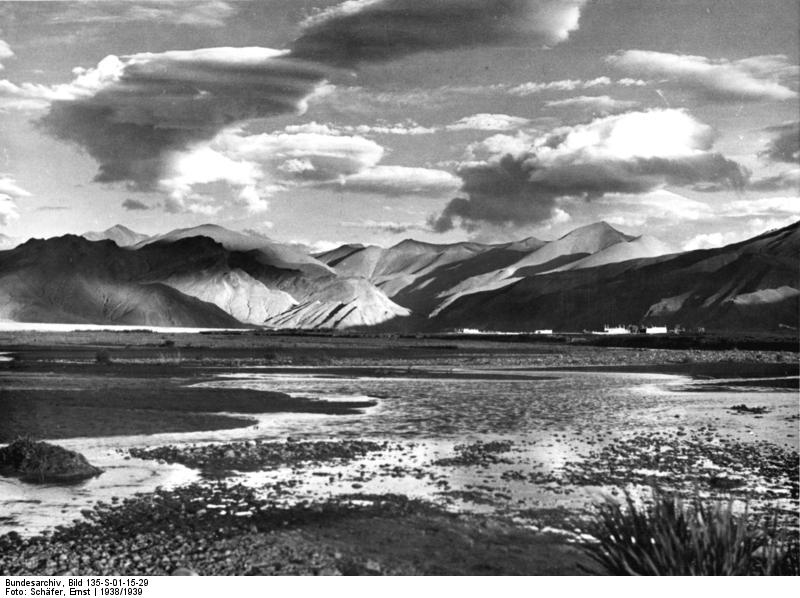 Bundesarchiv, Bild 135-S-01-15-29
Foto: Schäfer, Ernst | 1938/1939